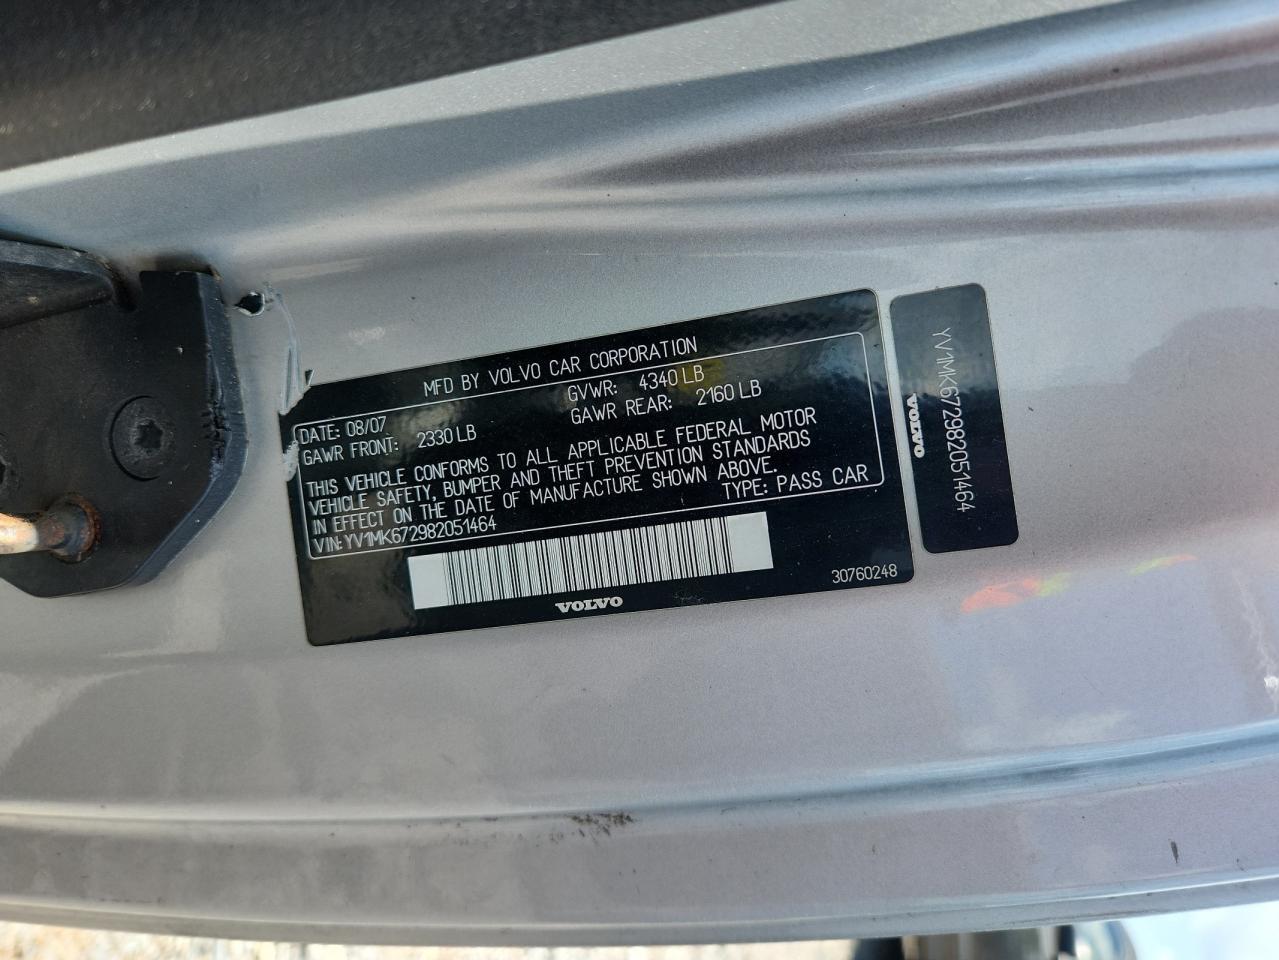 MFD BY VOLVO CAR CORPORATION
DATE: 08/07 GVWR: 4340 LB
GAWR FRONT: 2330 LB GAWR REAR: 2160 LB
THIS VEHICLE CONFORMS TO ALL APPLICABLE FEDERAL MOTOR
VEHICLE SAFETY, BUMPER AND THEFT PREVENTION STANDARDS
IN EFFECT ON THE DATE OF MANUFACTURE SHOWN ABOVE.
VIN: YV1MK672982051464 TYPE: PASS CAR
30760248
VOLVO
YV1MK672982051464
VOLVO